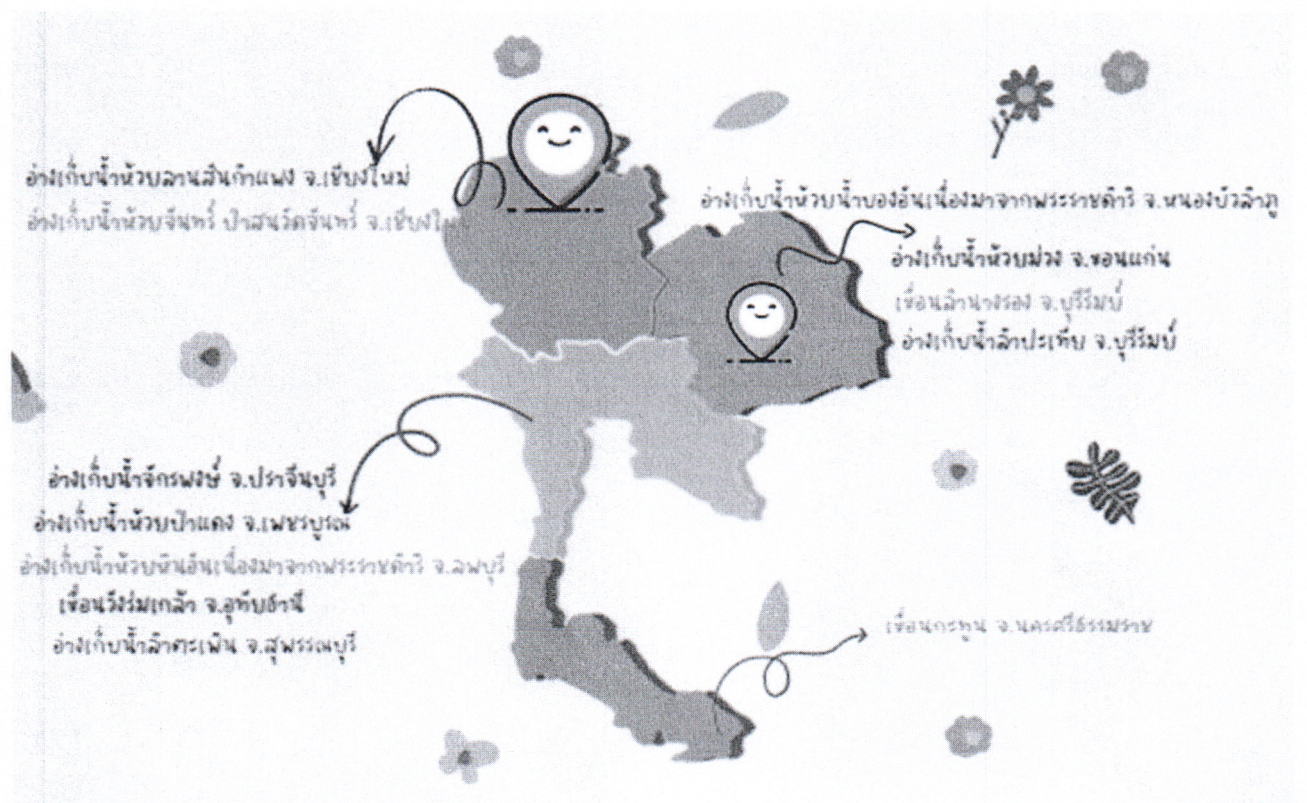 อ่างเก็บน้ำห้วยลานสันกำแพง จ.เชียงใหม่
อ่างเก็บน้ำห้วยจันทร์ ป่าสนวัดจันทร์ จ.เชียงใหม่
อ่างเก็บน้ำห้วยน้ำบองอันเนื่องมาจากพระราชดำริ จ.หนองบัวลำภู
อ่างเก็บน้ำห้วยม่วง จ.ขอนแก่น
เขื่อนลำนางรอง จ.บุรีรัมย์
อ่างเก็บน้ำลำปะเทีย จ.บุรีรัมย์
อ่างเก็บน้ำจักรพงษ์ จ.ปราจีนบุรี
อ่างเก็บน้ำห้วยป่าแดง จ.เพชรบูรณ
อ่างเก็บน้ำห้วยหินอันเนื่องมาจากพระราชดำริ จ.ลพบุรี
เขื่อนวังร่มเกล้า จ.อุทัยธานี
อ่างเก็บน้ำลำตะเพิน จ.สุพรรณบุรี
เขื่อนกะทูน จ.นครศรีธรรมราช